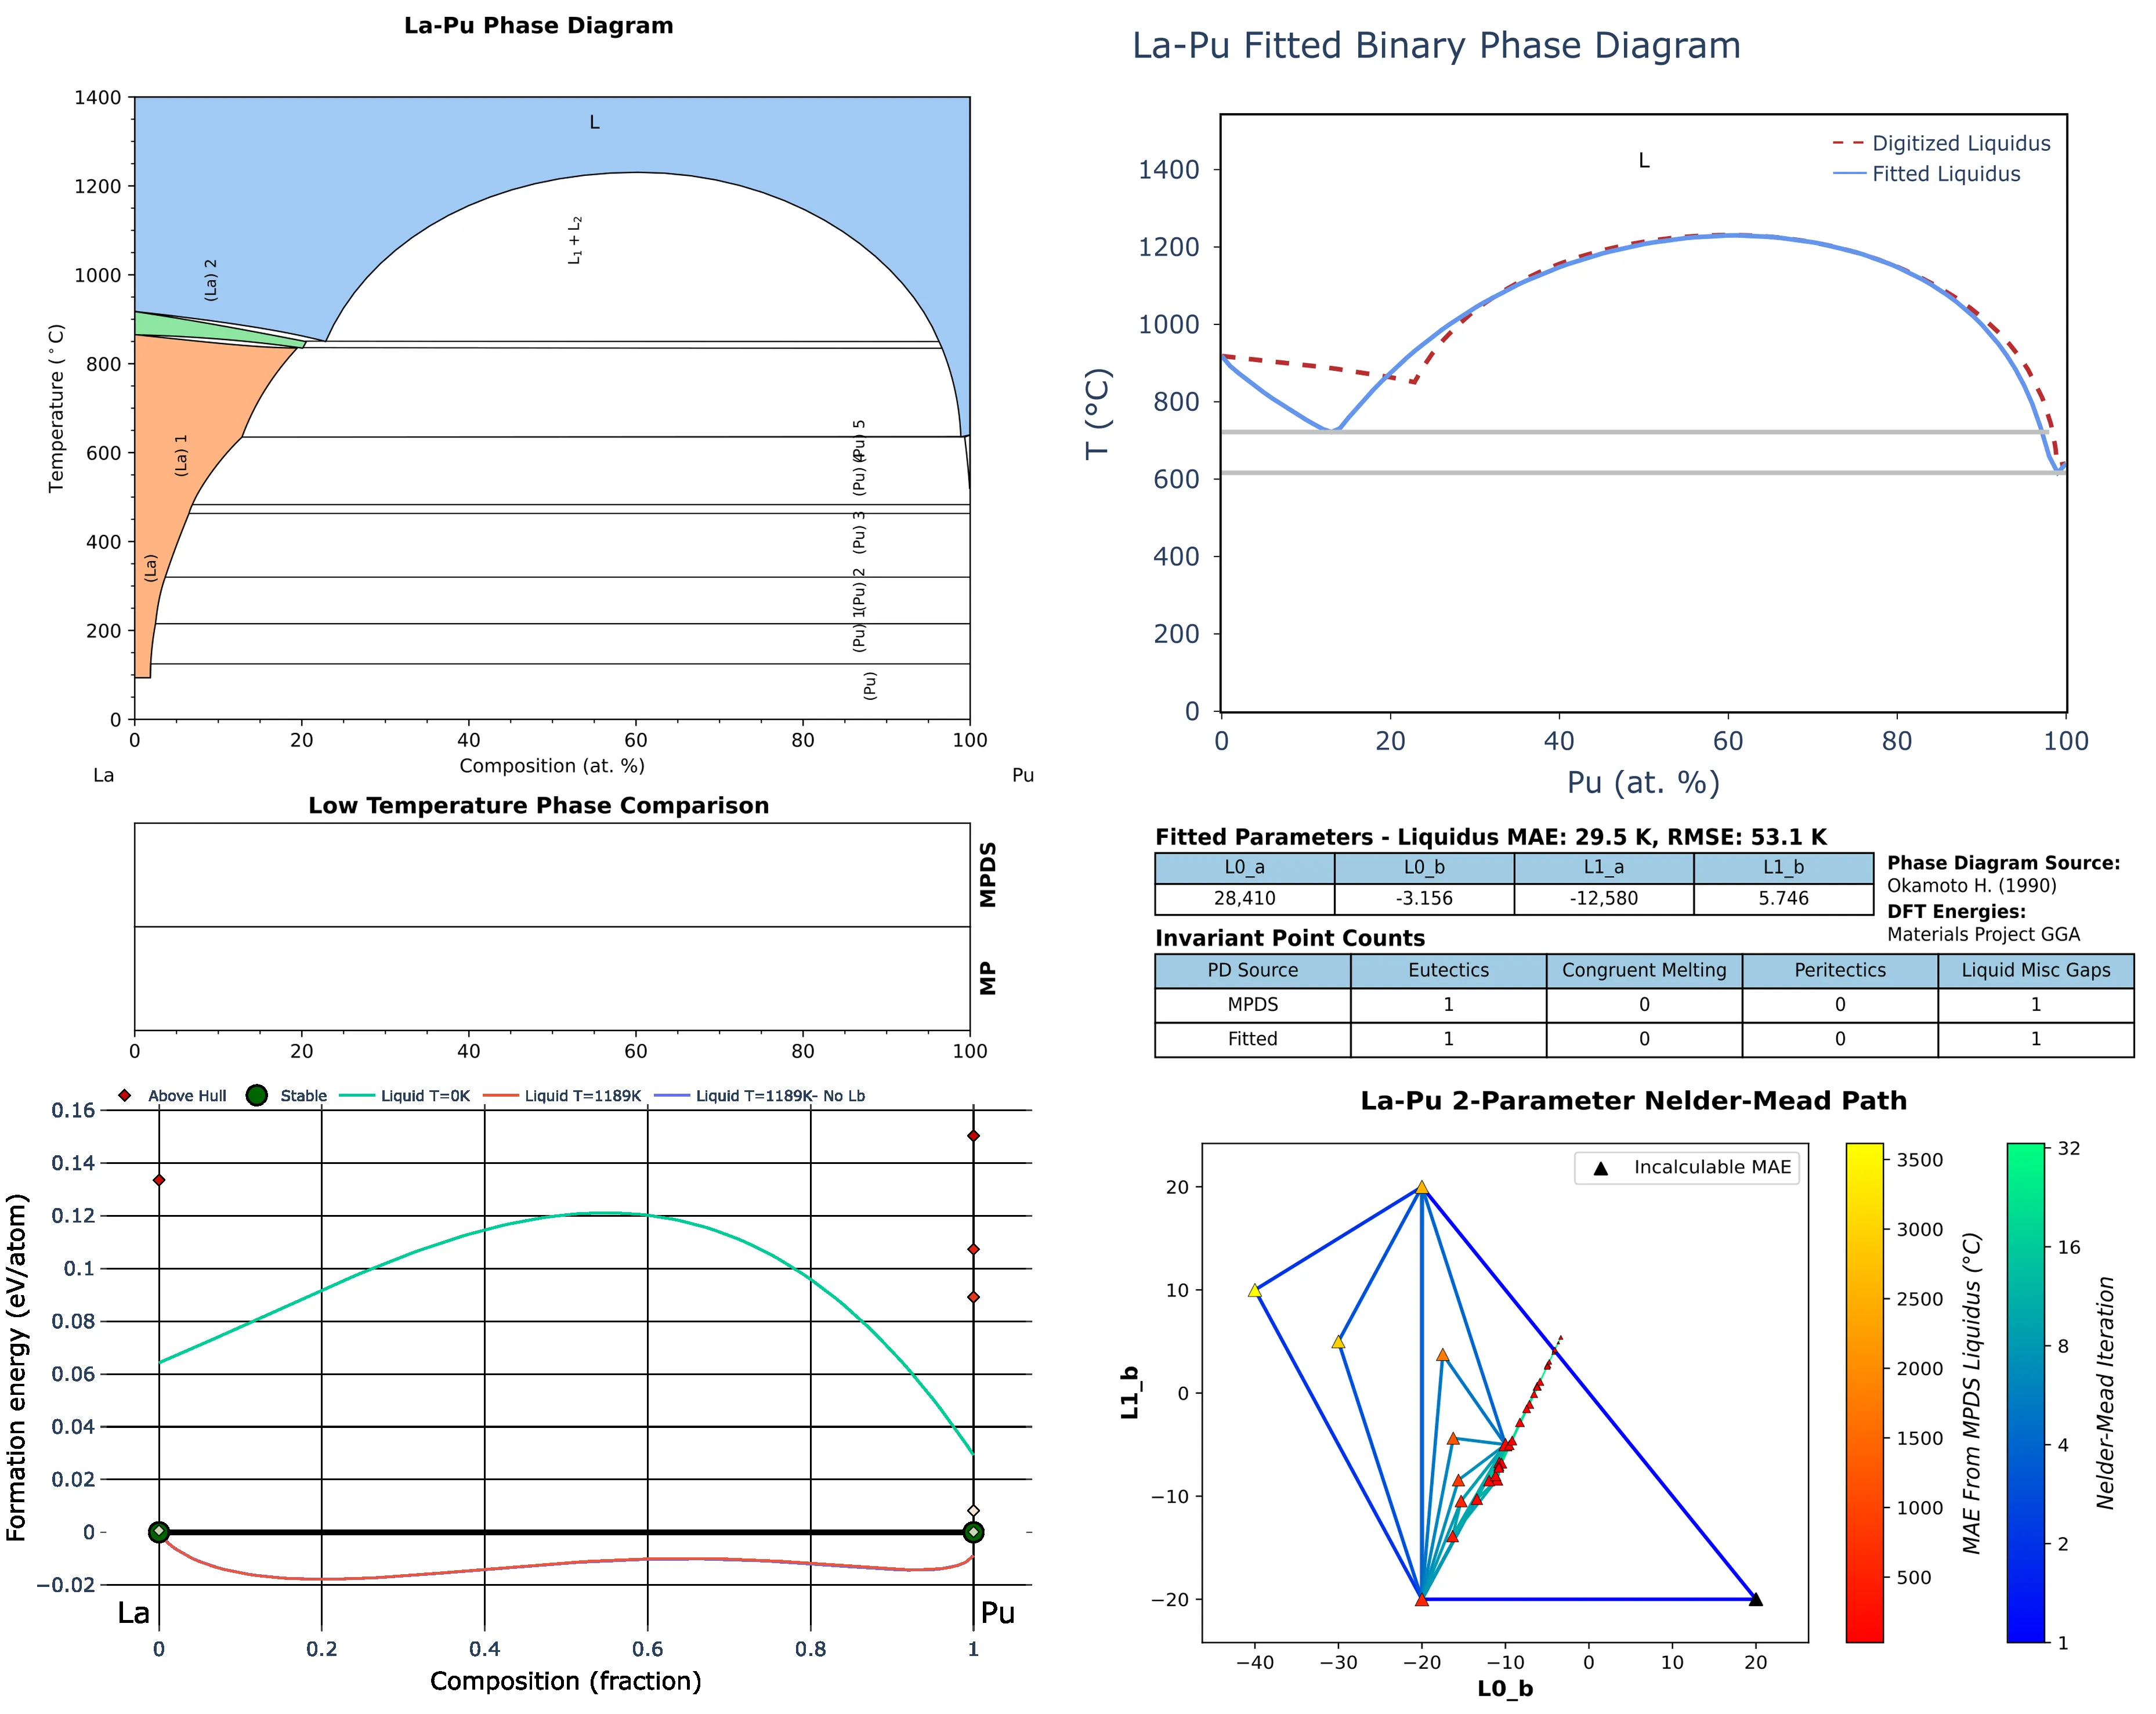 La-Pu Phase Diagram
1400
1200
1000
800
600
400
200
0
Temperature (°C)
L
L₁ + L₂
(La) 2
(La) 1
(La)
(Pu) 5
(Pu) 4
(Pu) 3
(Pu) 2
(Pu) 1
(Pu)
0 20 40 60 80 100
Composition (at. %)
La Pu
La-Pu Fitted Binary Phase Diagram
L
Digitized Liquidus
Fitted Liquidus
1400
1200
1000
800
600
400
200
0
T (°C)
0 20 40 60 80 100
Pu (at. %)
Low Temperature Phase Comparison
MPDS
MP
0 20 40 60 80 100
Fitted Parameters - Liquidus MAE: 29.5 K, RMSE: 53.1 K
L0_a L0_b L1_a L1_b
28,410 -3.156 -12,580 5.746
Phase Diagram Source:
Okamoto H. (1990)
DFT Energies:
Materials Project GGA
Invariant Point Counts
PD Source Eutectics Congruent Melting Peritectics Liquid Misc Gaps
MPDS 1 0 0 1
Fitted 1 0 0 1
Above Hull Stable Liquid T=0K Liquid T=1189K Liquid T=1189K- No Lb
0.16
0.14
0.12
0.1
0.08
0.06
0.04
0.02
0
−0.02
Formation energy (eV/atom)
La Pu
0 0.2 0.4 0.6 0.8 1
Composition (fraction)
La-Pu 2-Parameter Nelder-Mead Path
Incalculable MAE
20
10
0
−10
−20
L1_b
−40 −30 −20 −10 0 10 20
L0_b
3500
3000
2500
2000
1500
1000
500
MAE From MPDS Liquidus (°C)
32
16
8
4
2
1
Nelder-Mead Iteration